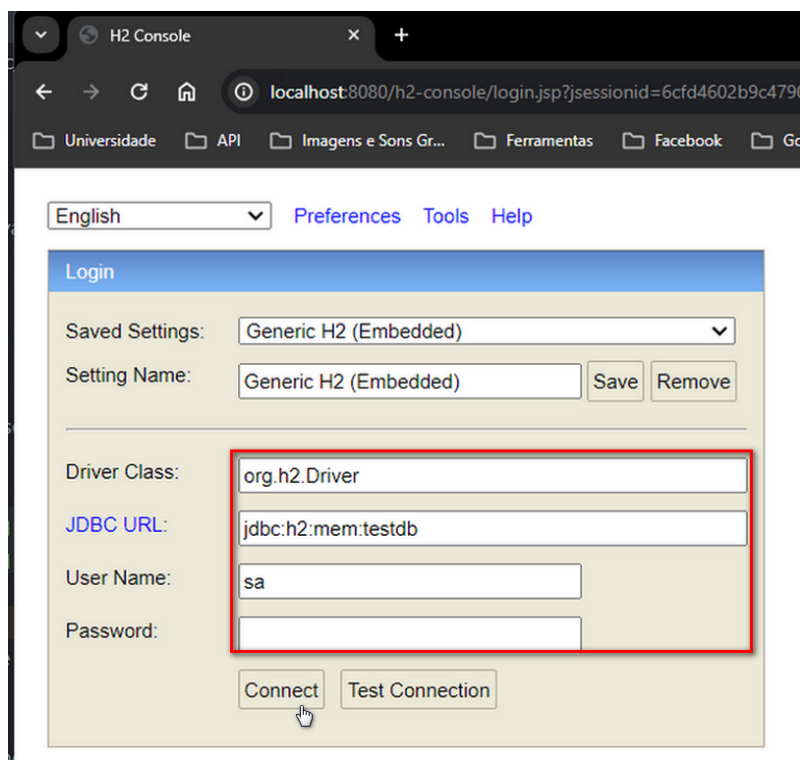 H2 Console
localhost:8080/h2-console/login.jsp?jsessionid=6cfd4602b9c479
Universidade API Imagens e Sons Gr... Ferramentas Facebook
English Preferences Tools Help
Login
Saved Settings: Generic H2 (Embedded)
Setting Name: Generic H2 (Embedded) Save Remove
Driver Class: org.h2.Driver
JDBC URL: jdbc:h2:mem:testdb
User Name: sa
Password:
Connect Test Connection